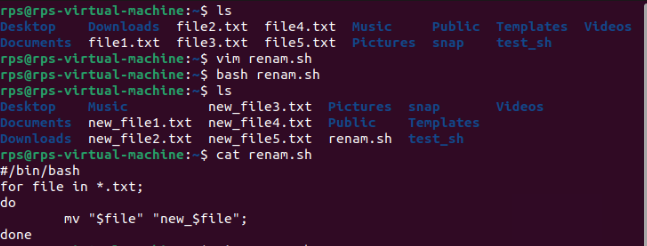 rps@rps-virtual-machine:~$ ls
Desktop    Downloads  file2.txt  file4.txt  Music     Public  Templates  Videos
Documents  file1.txt  file3.txt  file5.txt  Pictures  snap    test_sh
rps@rps-virtual-machine:~$ vim renam.sh
rps@rps-virtual-machine:~$ bash renam.sh
rps@rps-virtual-machine:~$ ls
Desktop    Music          new_file3.txt  Pictures  snap       Videos
Documents  new_file1.txt  new_file4.txt  Public    Templates
Downloads  new_file2.txt  new_file5.txt  renam.sh  test_sh
rps@rps-virtual-machine:~$ cat renam.sh
#/bin/bash
for file in *.txt;
do
        mv "$file" "new_$file";
done